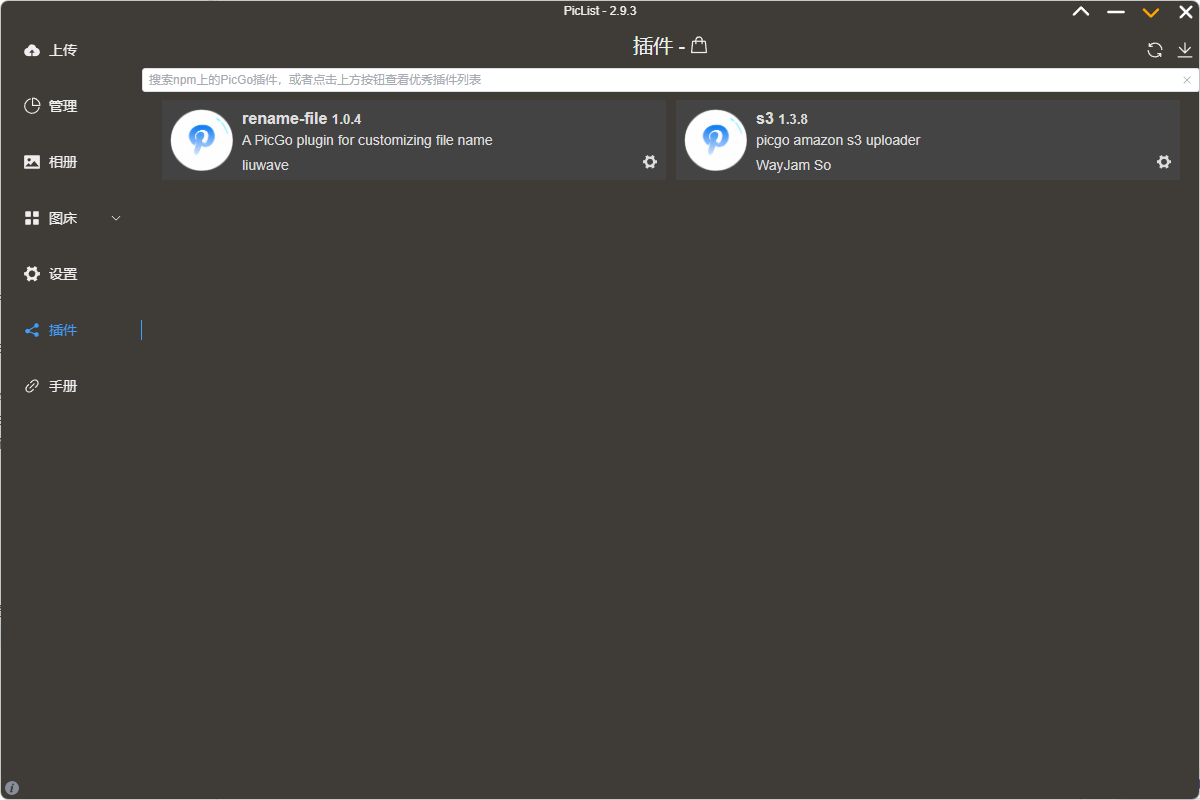 PicList - 2.9.3
上传
管理
相册
图床
设置
插件
手册
插件 -
搜索npm上的PicGo插件，或者点击上方按钮查看优秀插件列表
rename-file 1.0.4
A PicGo plugin for customizing file name
liuwave
s3 1.3.8
picgo amazon s3 uploader
WayJam So